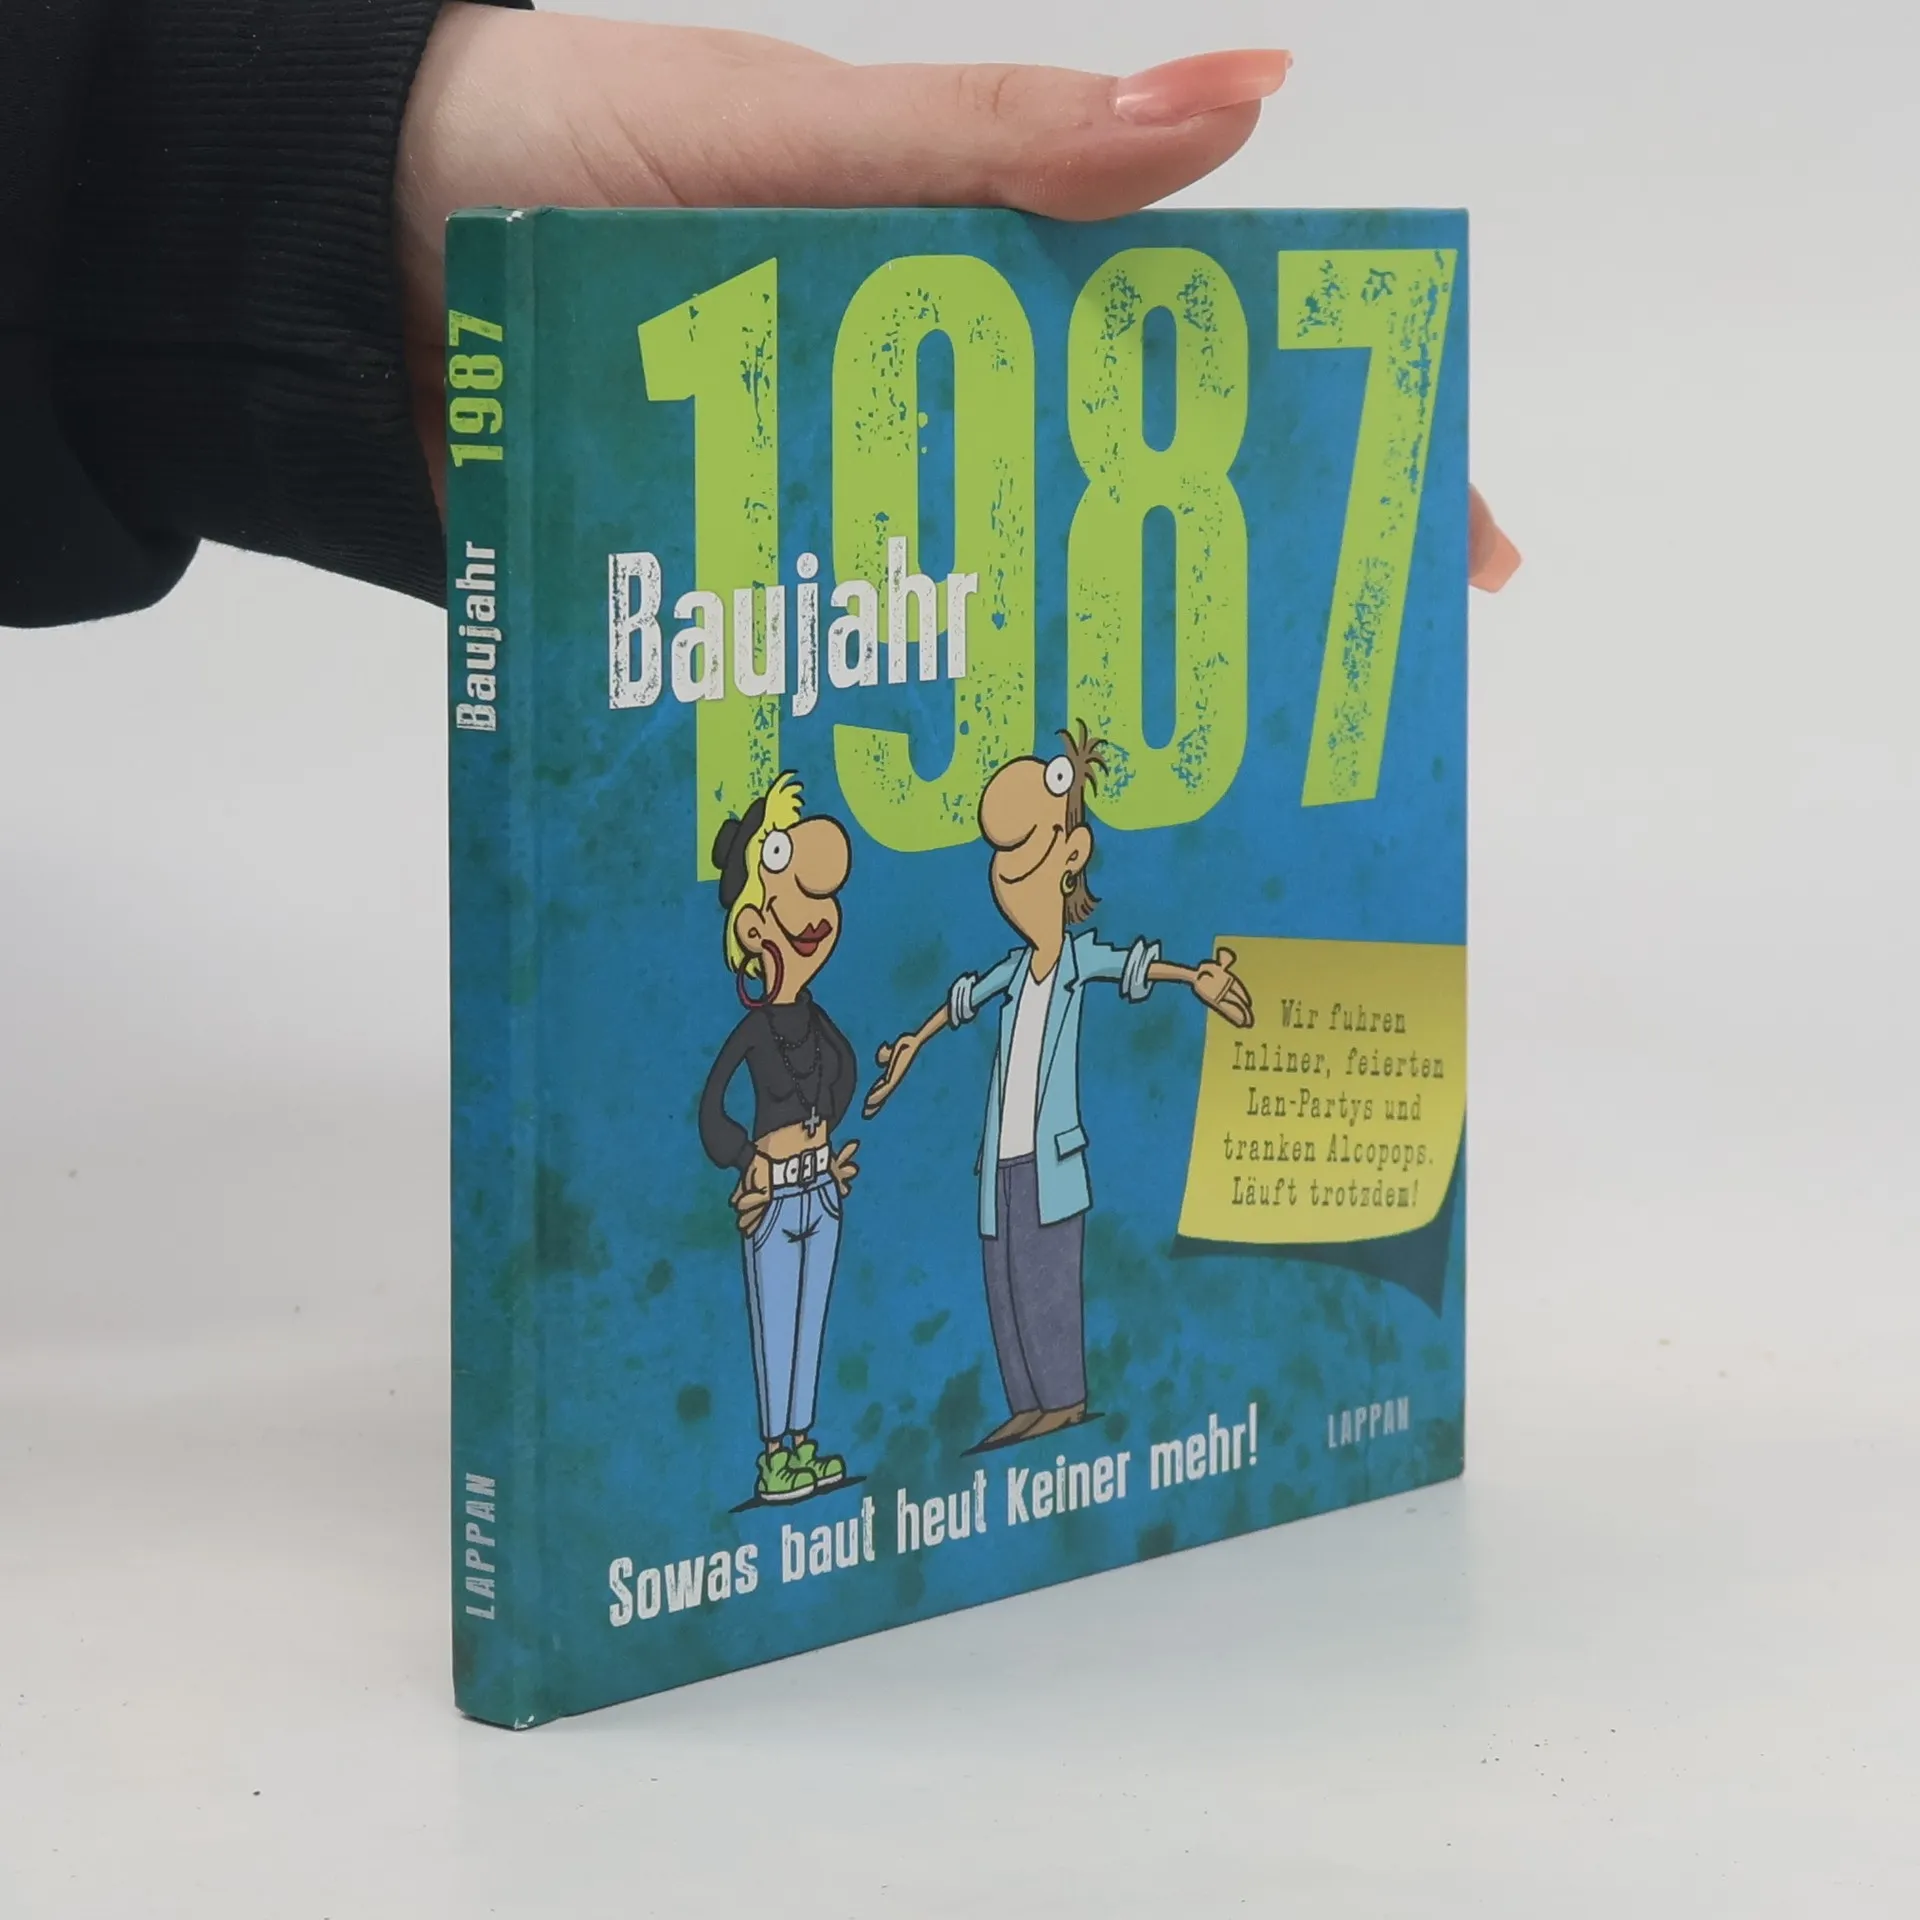 1987
Baujahr
Wir fuhren
Inliner, feierten
Lan-Partys und
tranken Alcopops.
Läuft trotzdem!
Sowas baut heut Keiner mehr!
LAPPAN
Baujahr 1987
LAPPAN